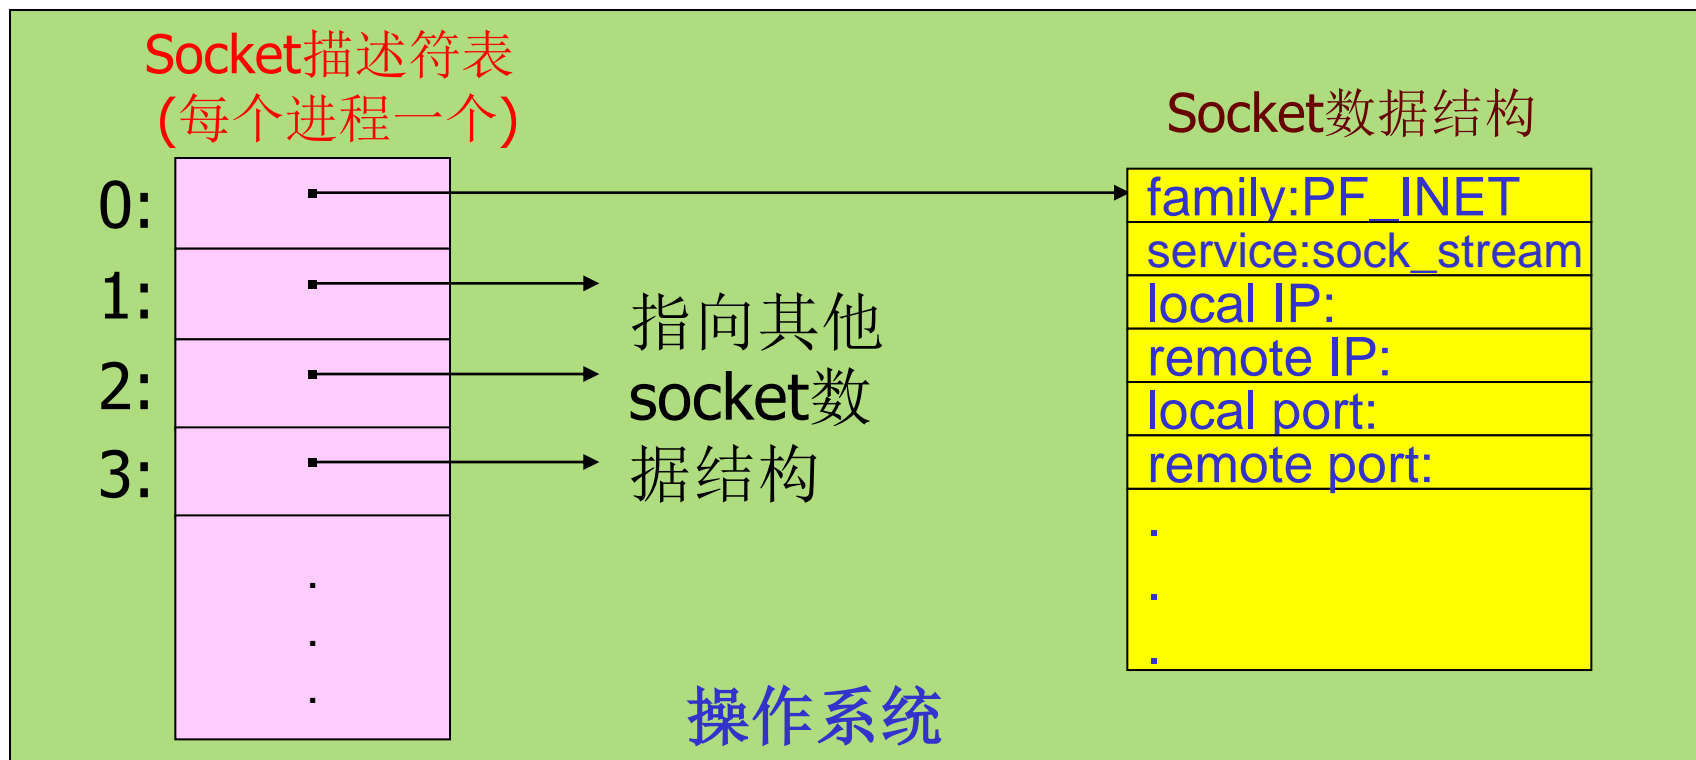 Socket描述符表
(每个进程一个)
0:
1:
2:
3:
.
.
.
指向其他
socket数
据结构
Socket数据结构
family:PF_INET
service:sock_stream
local IP:
remote IP:
local port:
remote port:
.
.
.
操作系统